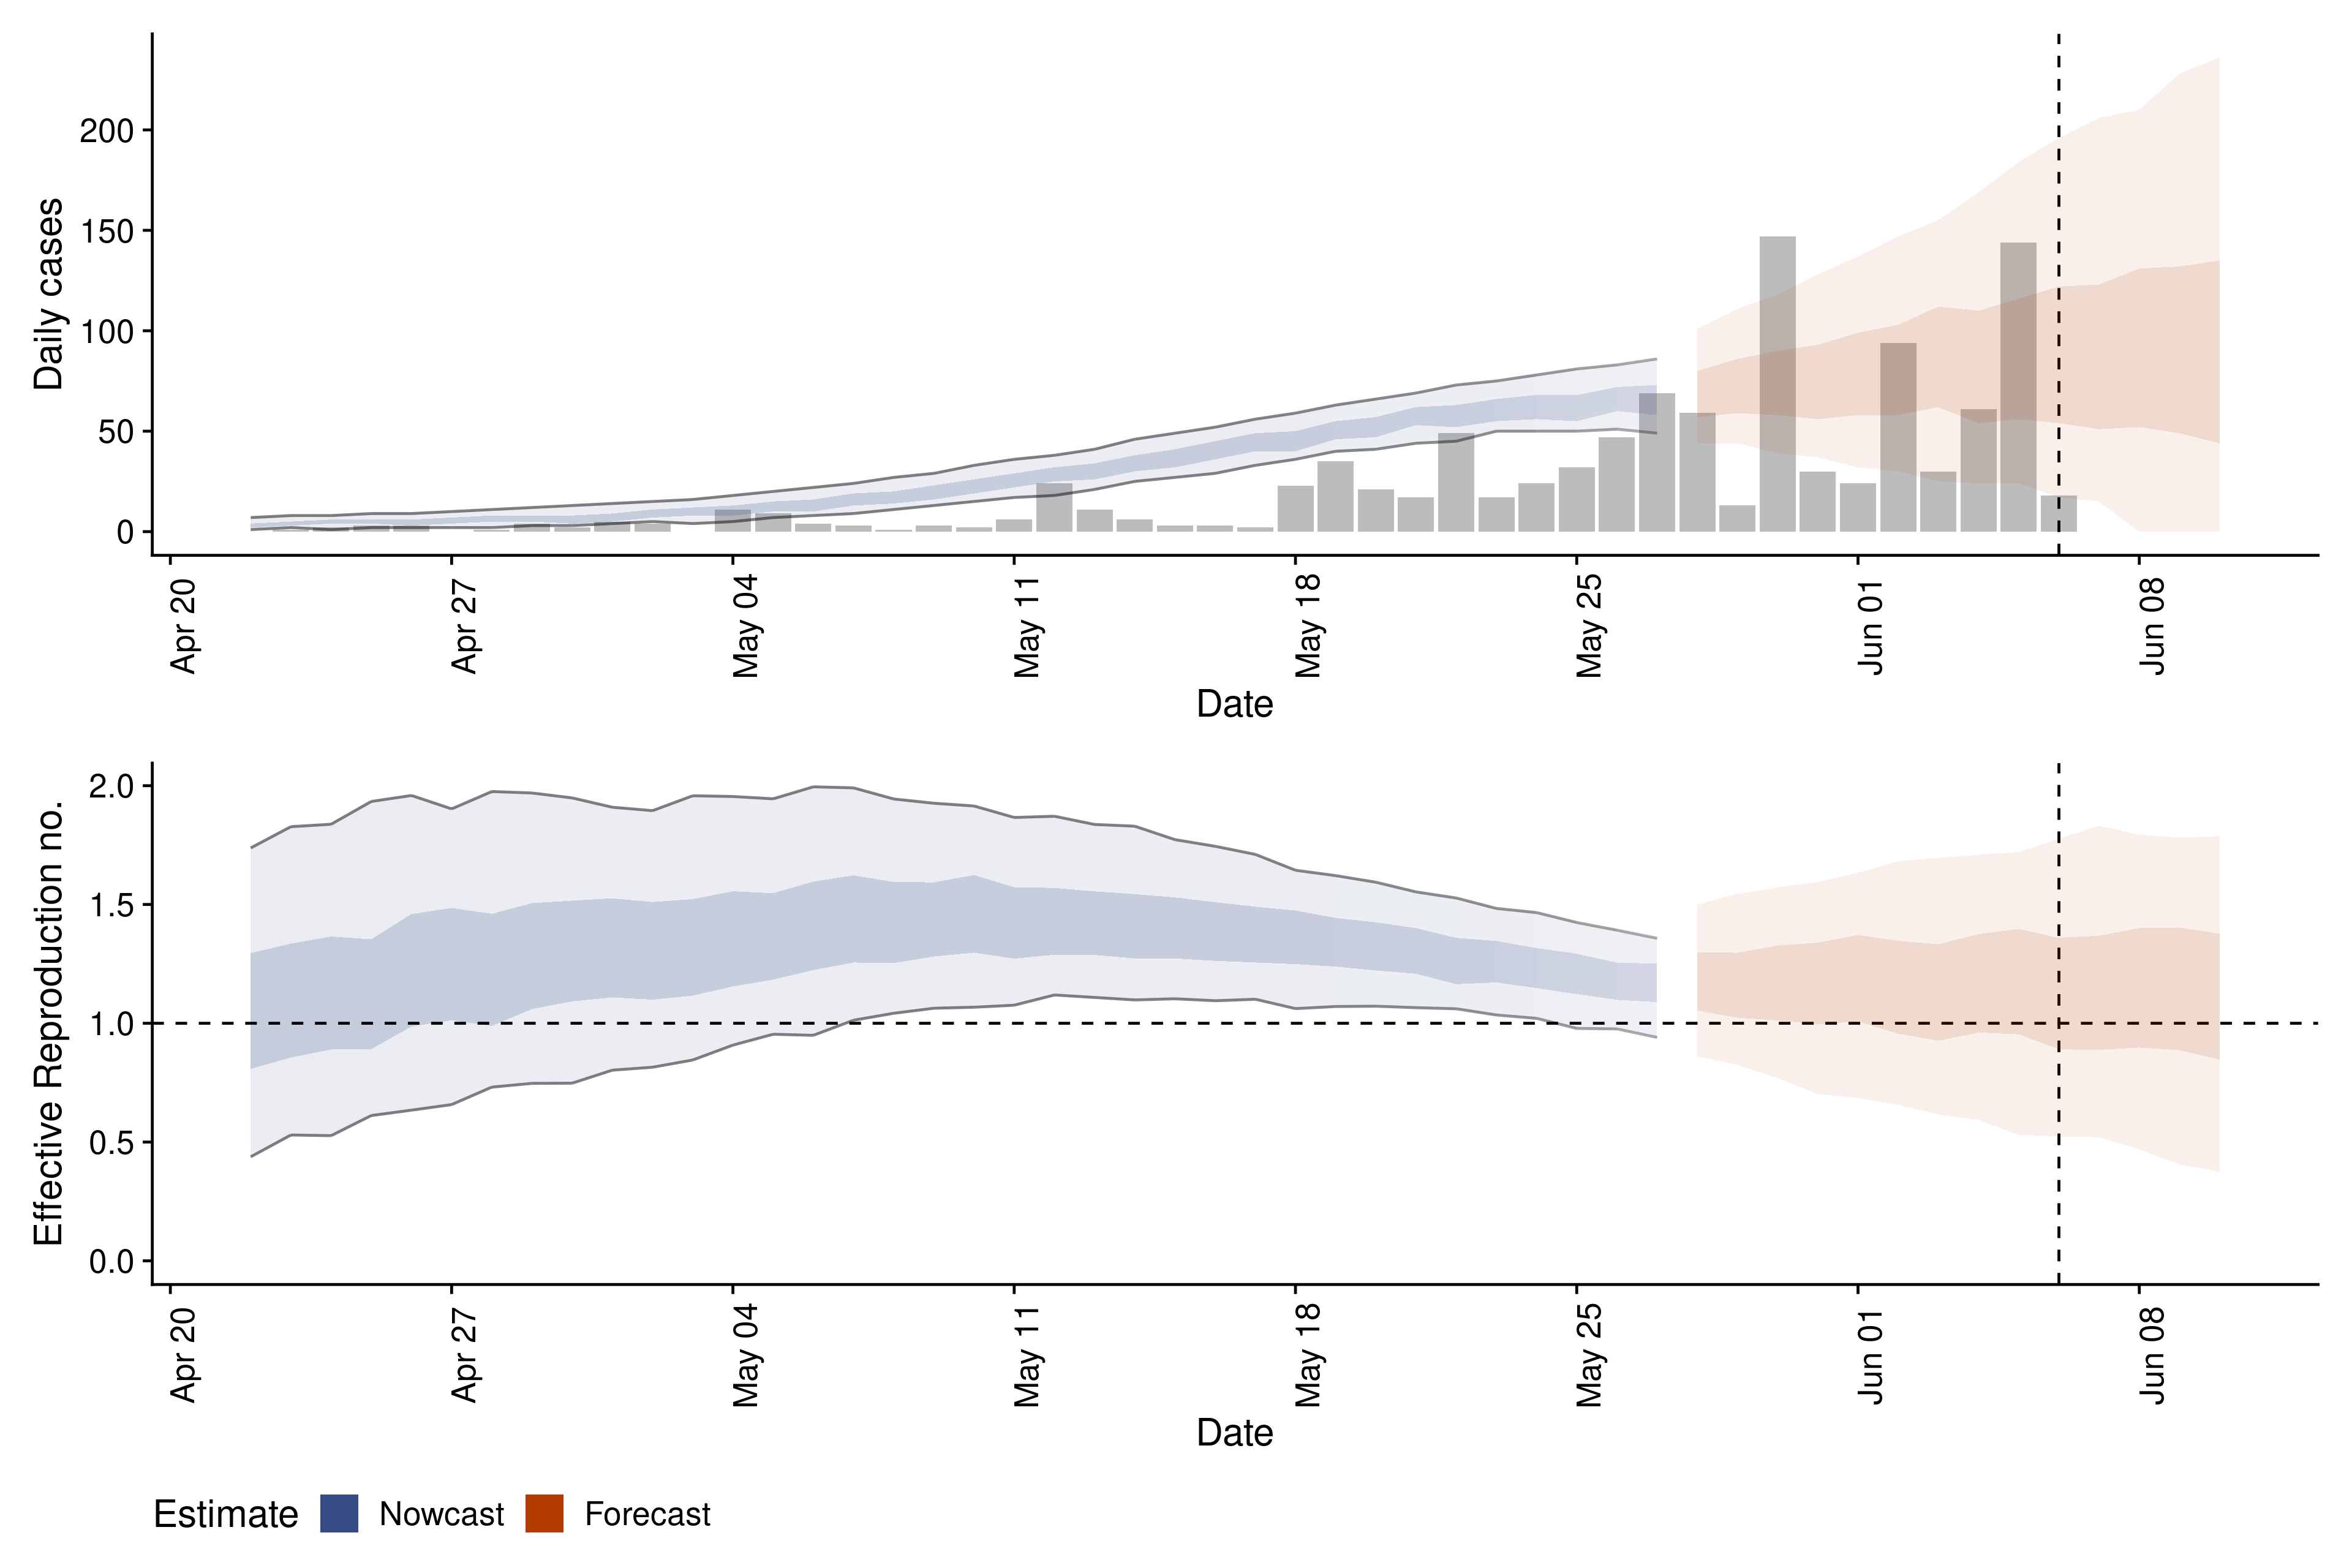 Daily cases
200
150
100
50
0
Apr 20
Apr 27
May 04
May 11
May 18
May 25
Jun 01
Jun 08
Date
Effective Reproduction no.
2.0
1.5
1.0
0.5
0.0
Apr 20
Apr 27
May 04
May 11
May 18
May 25
Jun 01
Jun 08
Date
Estimate Nowcast Forecast